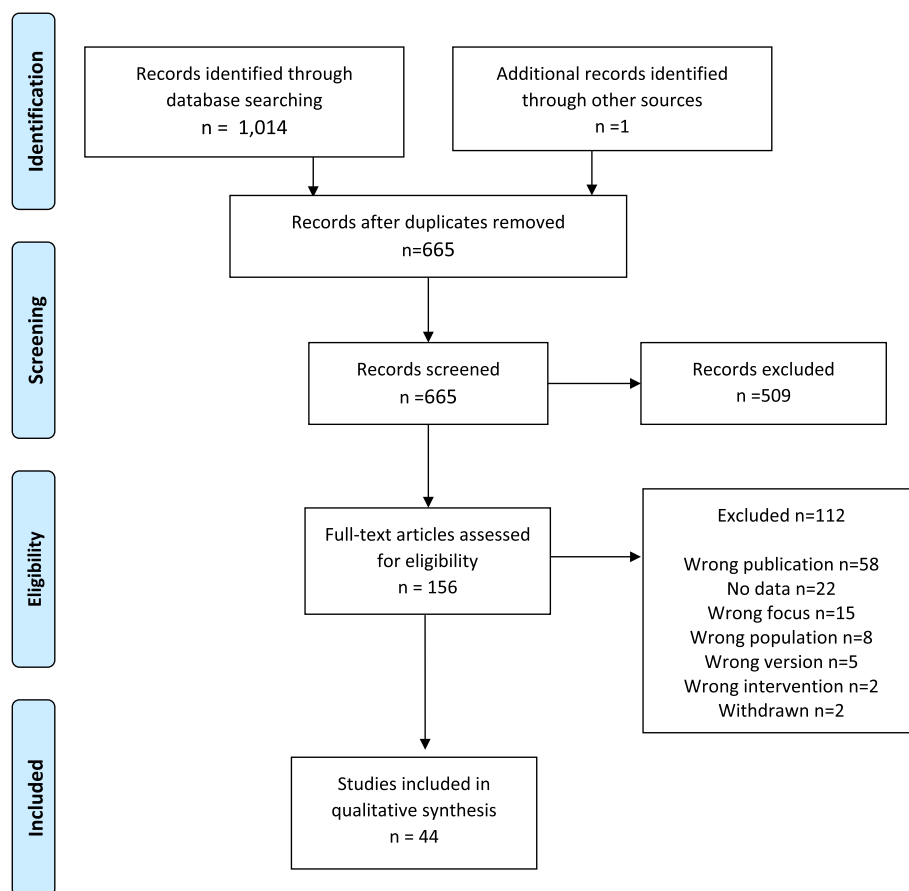 Identification
Records identified through
database searching
n = 1,014
Additional records identified
through other sources
n =1
Records after duplicates removed
n=665
Screening
Records screened
n =665
Records excluded
n =509
Eligibility
Full-text articles assessed
for eligibility
n = 156
Excluded n=112
Wrong publication n=58
No data n=22
Wrong focus n=15
Wrong population n=8
Wrong version n=5
Wrong intervention n=2
Withdrawn n=2
Included
Studies included in
qualitative synthesis
n = 44